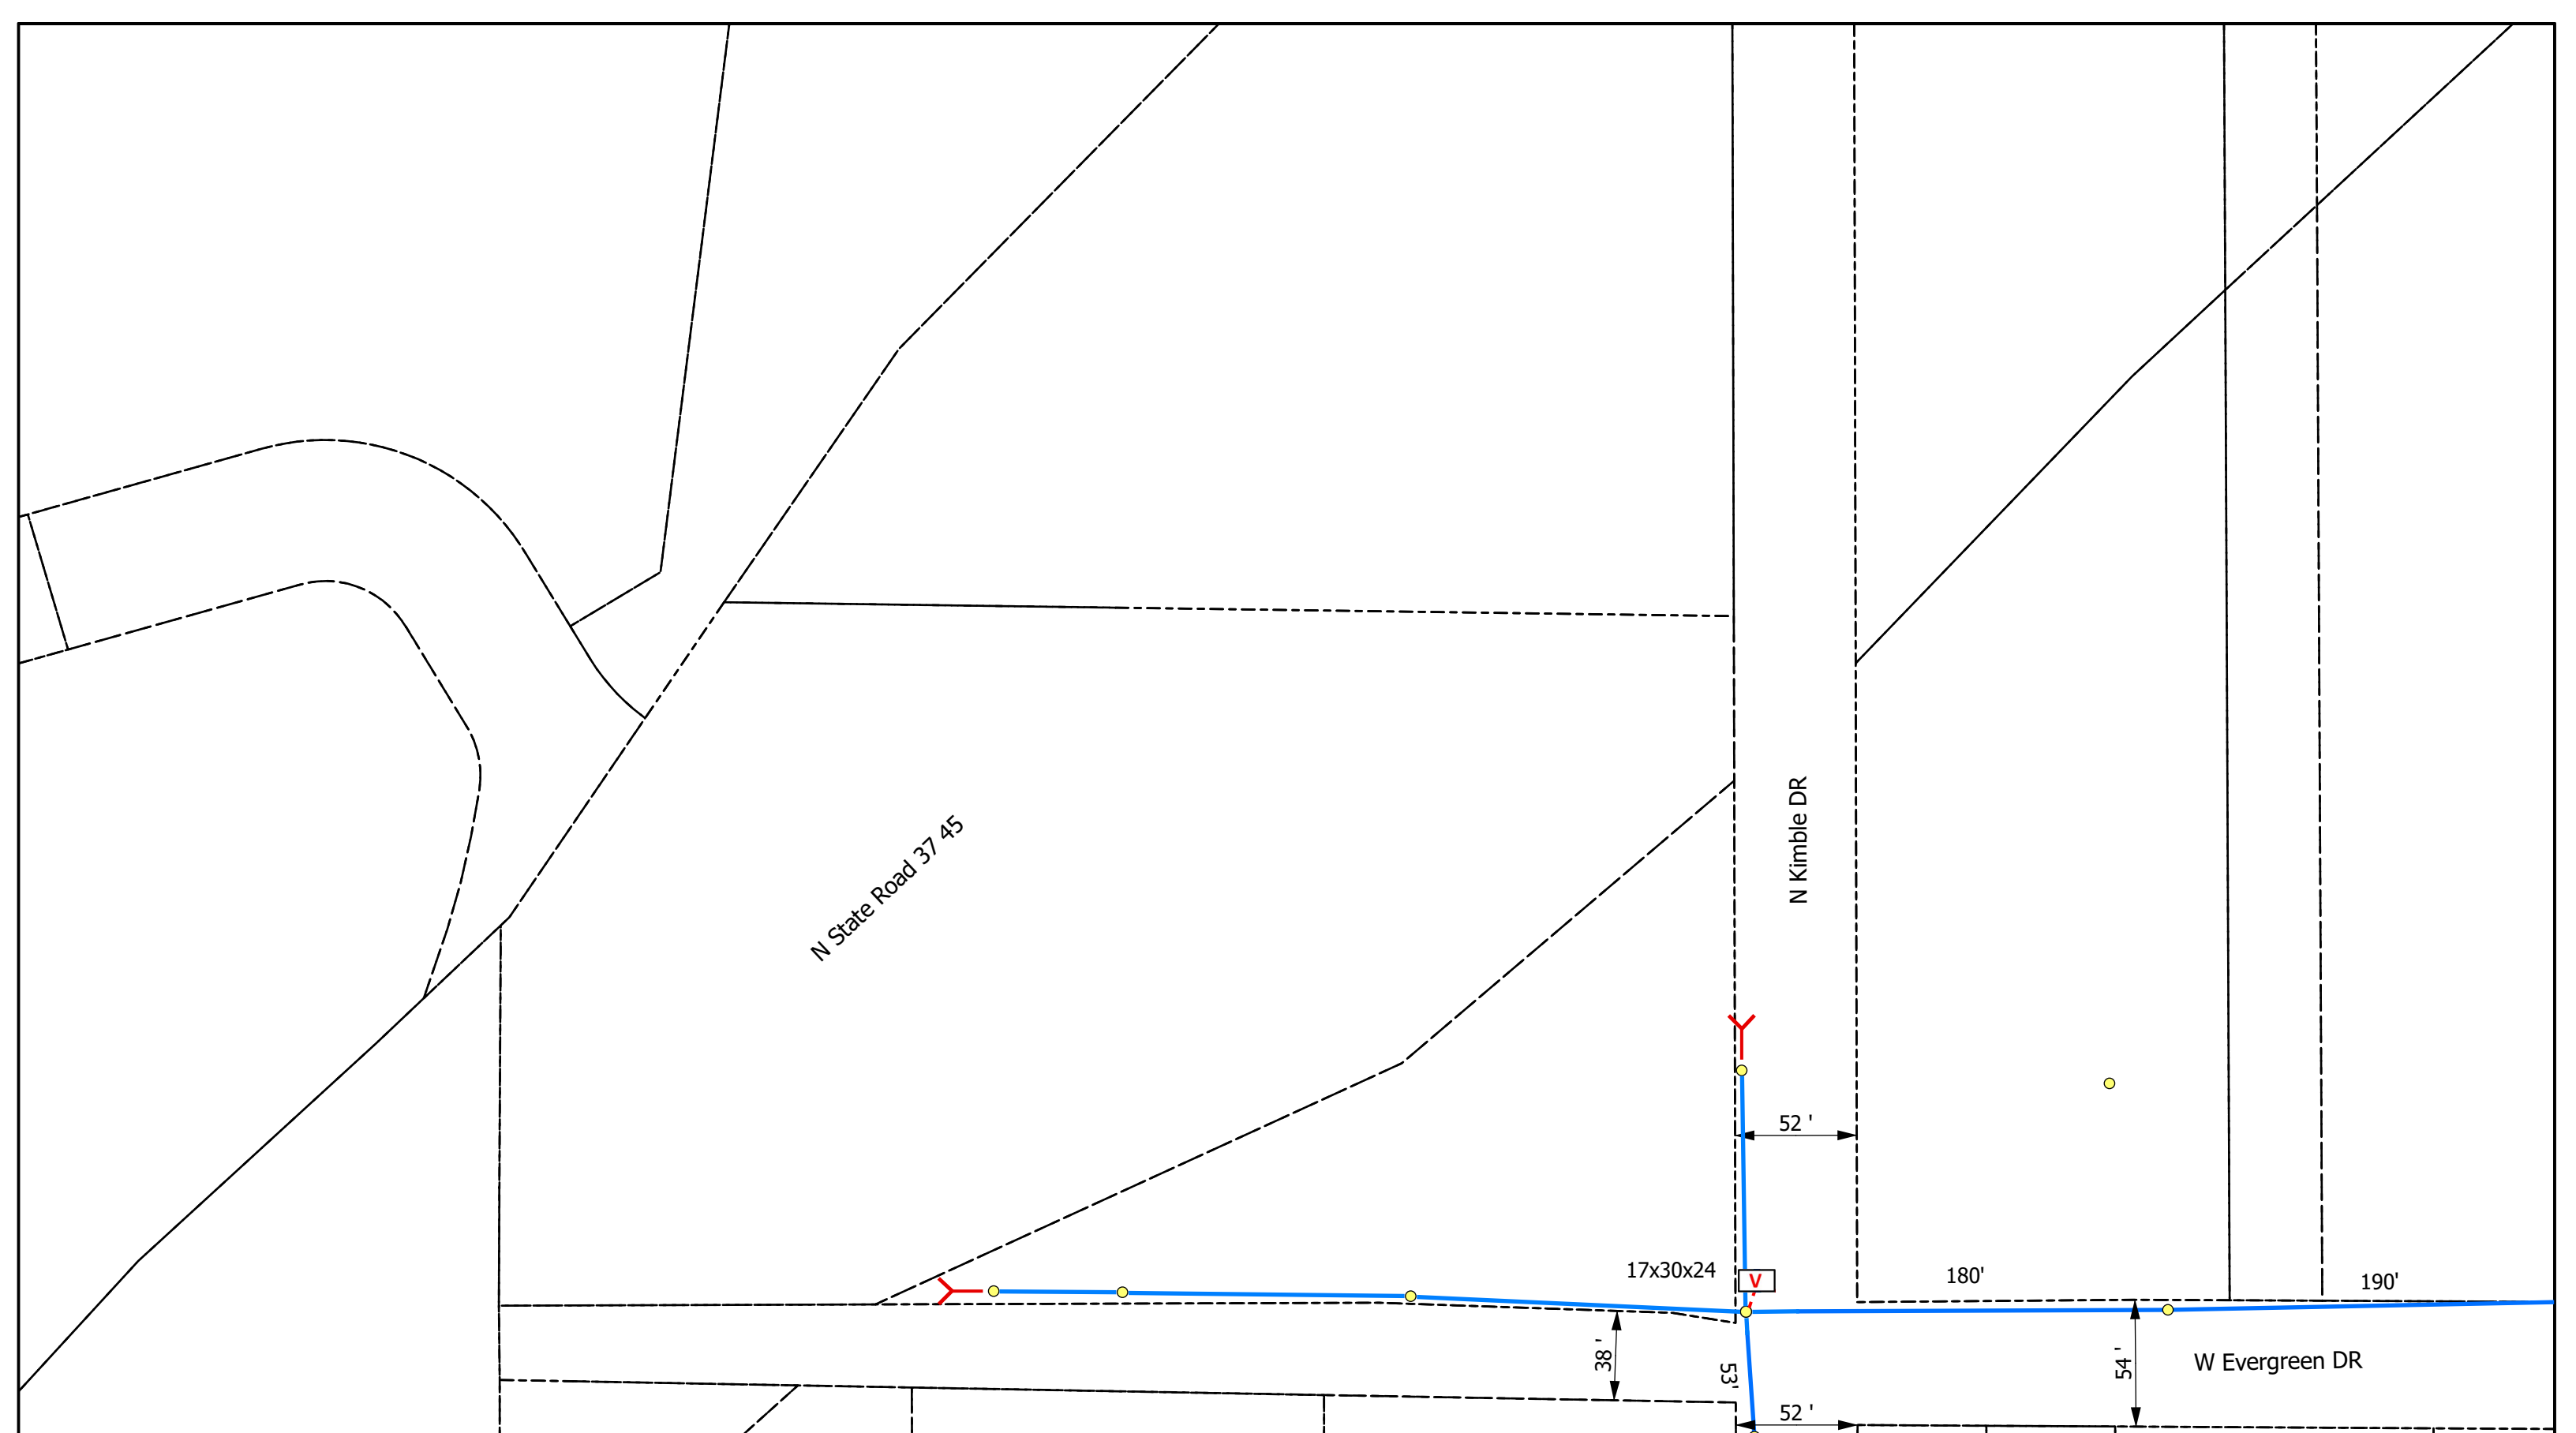 N State Road 37 45
N Kimble DR
52 '
17x30x24
V
180'
190'
38 '
53'
54 '
W Evergreen DR
52 '